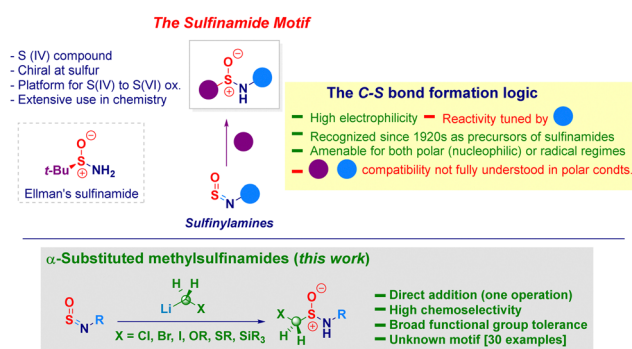 The Sulfinamide Motif
- S (IV) compound
- Chiral at sulfur
- Platform for S(IV) to S(VI) ox.
- Extensive use in chemistry
O
S
N
H
t-Bu
O
S
NH₂
Ellman's sulfinamide
O
S
N
Sulfinylamines
The C-S bond formation logic
High electrophilicity
Reactivity tuned by
Recognized since 1920s as precursors of sulfinamides
Amenable for both polar (nucleophilic) or radical regimes
compatibility not fully understood in polar condts.
α-Substituted methylsulfinamides (this work)
O
S
N
R
H
H
Li
X
X = Cl, Br, I, OR, SR, SiR₃
X
O
S
N
R
H
H
H
Direct addition (one operation)
High chemoselectivity
Broad functional group tolerance
Unknown motif [30 examples]